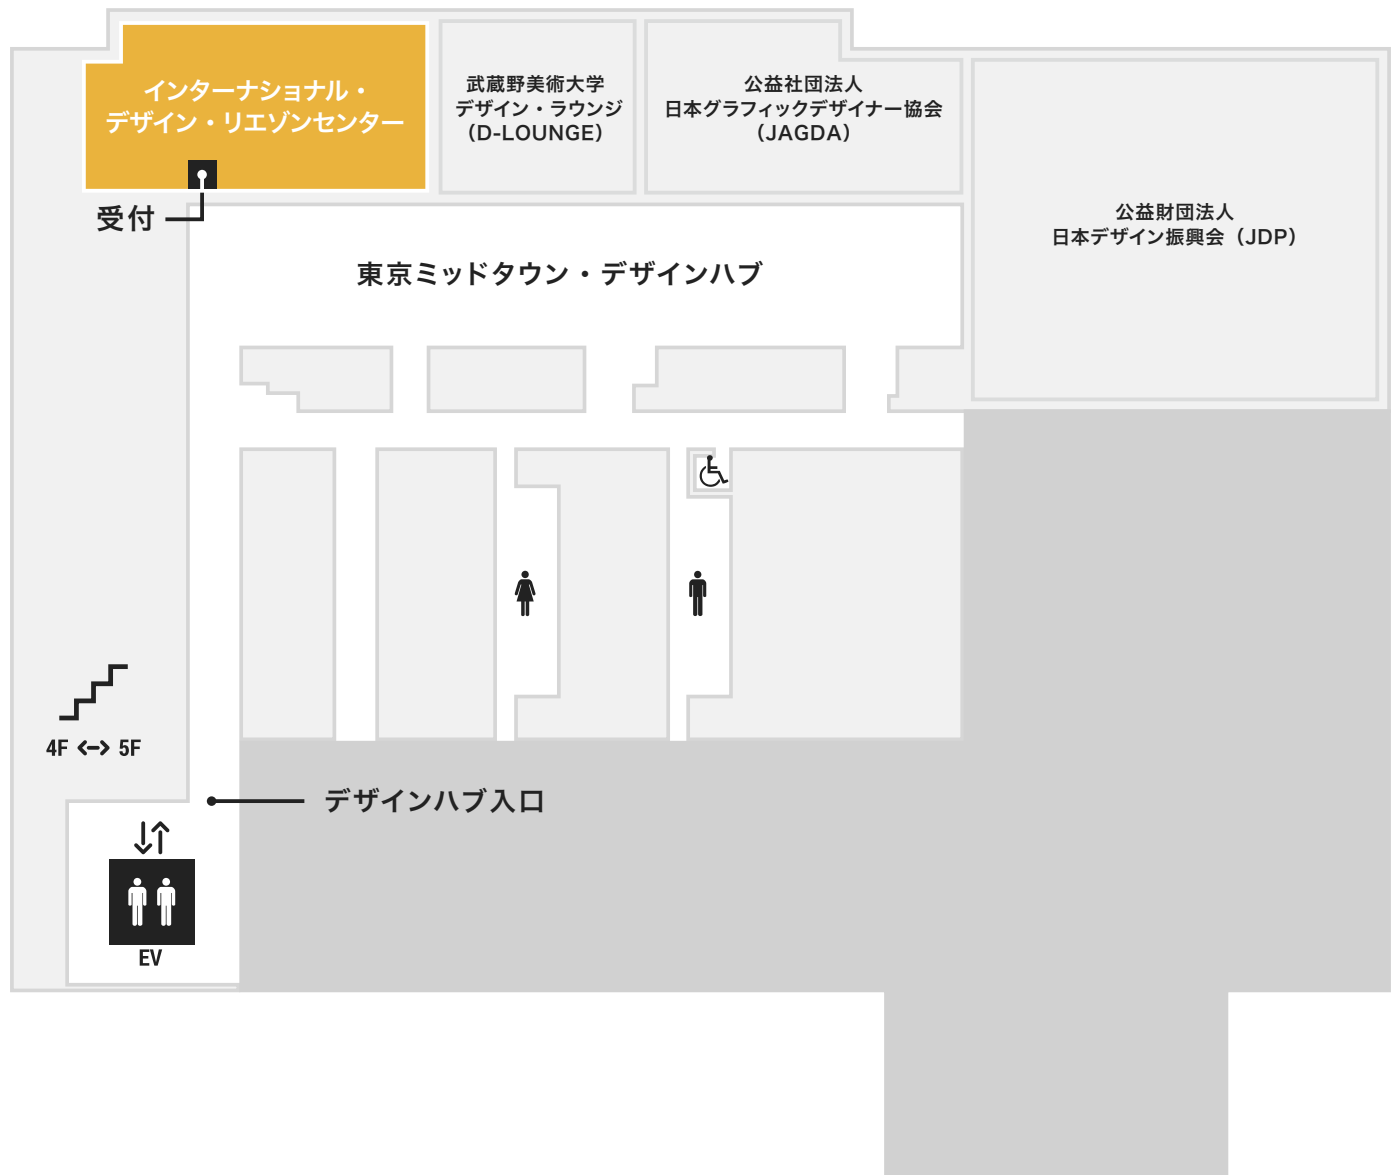 インターナショナル・
デザイン・リエゾンセンター
武蔵野美術大学
デザイン・ラウンジ
（D-LOUNGE）
公益社団法人
日本グラフィックデザイナー協会
（JAGDA）
公益財団法人
日本デザイン振興会（JDP）
受付
東京ミッドタウン・デザインハブ
4F <-> 5F
デザインハブ入口
EV